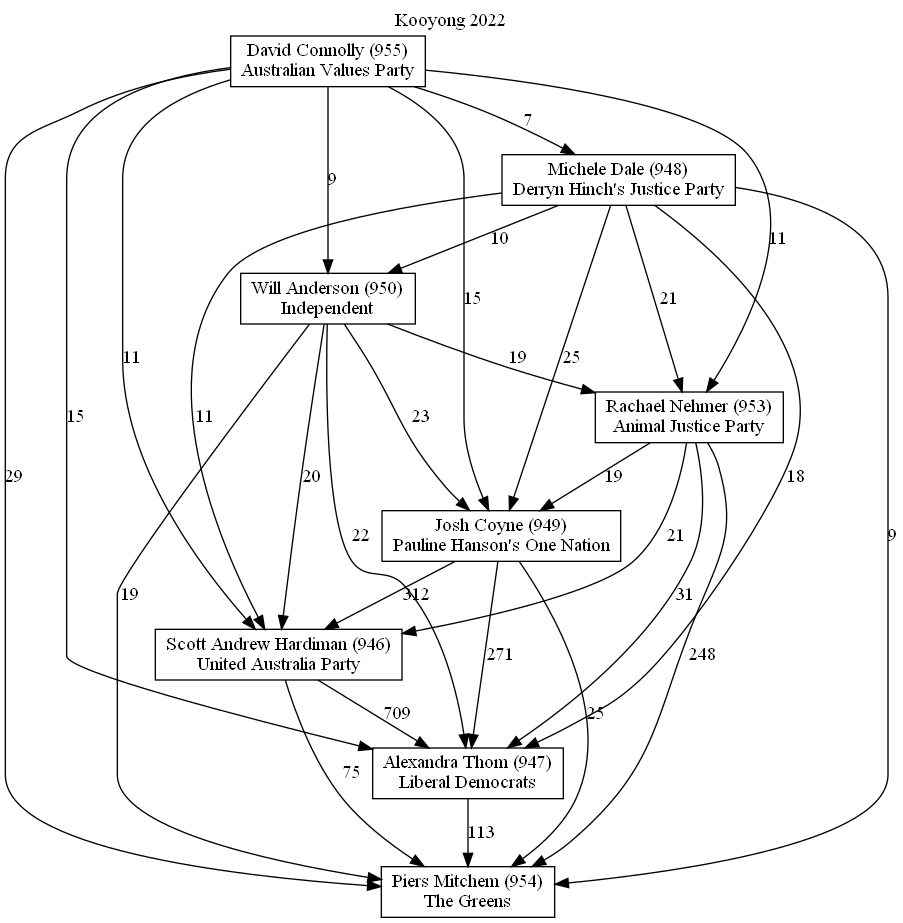 Kooyong 2022
David Connolly (955)
Australian Values Party
7
Michele Dale (948)
Derryn Hinch's Justice Party
9
10
11
Will Anderson (950)
Independent
15
21
11
19
25
Rachael Nehmer (953)
Animal Justice Party
15
11
23
29
20
19
18
Josh Coyne (949)
Pauline Hanson's One Nation
22
21
9
19
312
31
Scott Andrew Hardiman (946)
United Australia Party
271
248
709
25
Alexandra Thom (947)
Liberal Democrats
75
113
Piers Mitchem (954)
The Greens